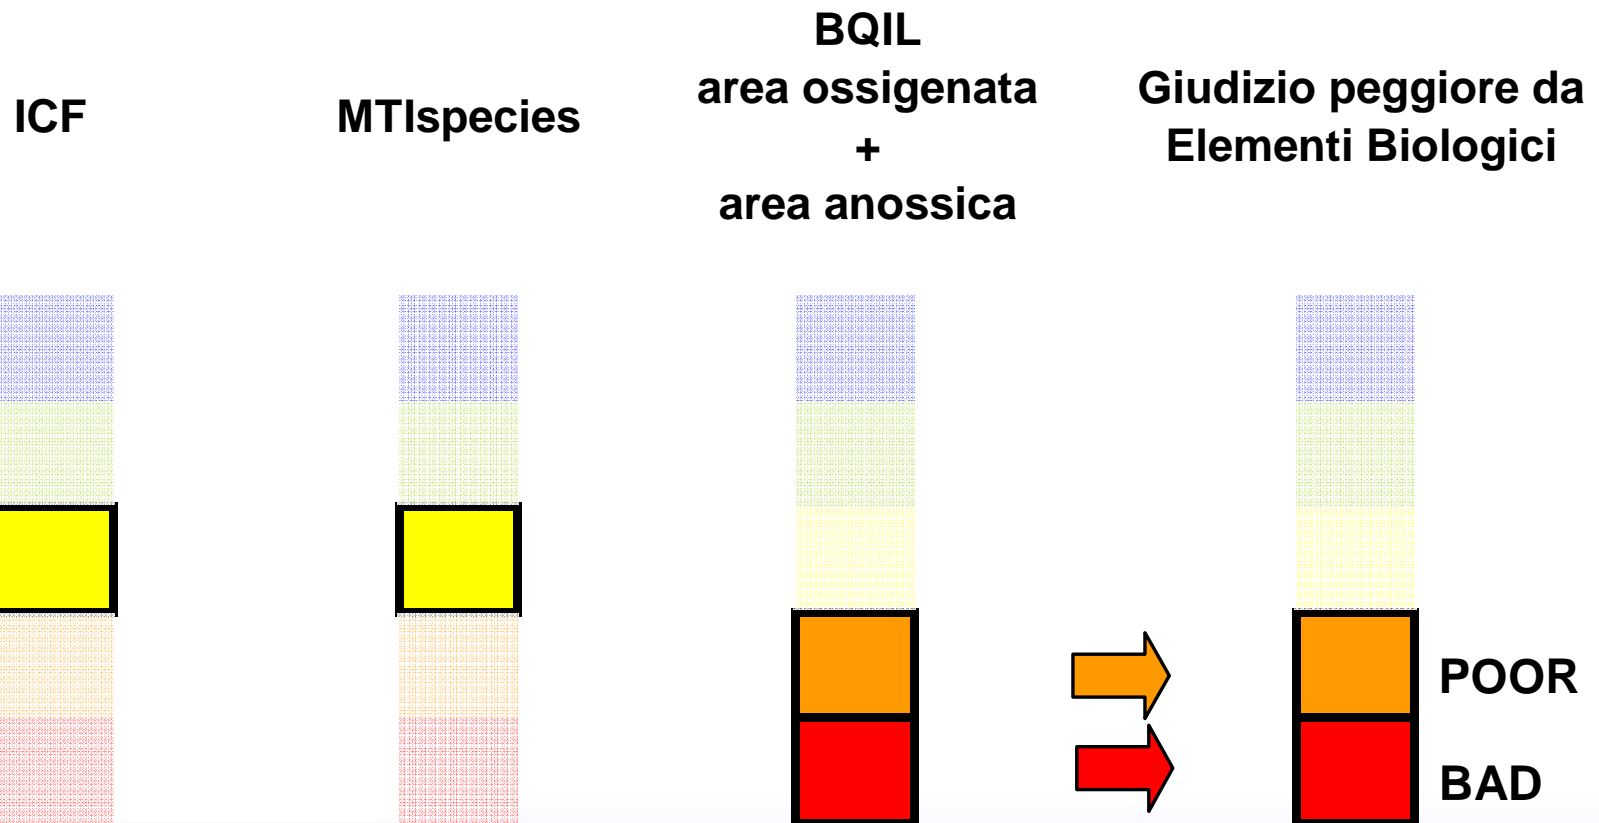 ICF
MTIspecies
BQIL
area ossigenata
+
area anossica
Giudizio peggiore da
Elementi Biologici
POOR
BAD